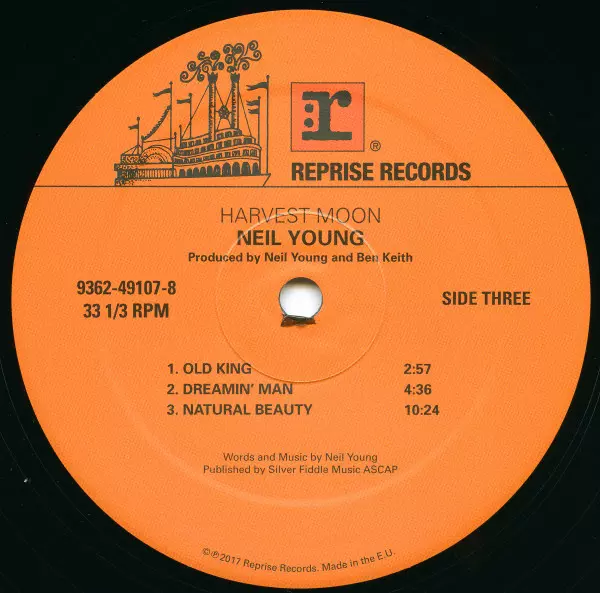 r
®
REPRISE RECORDS
HARVEST MOON
NEIL YOUNG
Produced by Neil Young and Ben Keith
9362-49107-8
33 1/3 RPM
SIDE THREE
1. OLD KING 2:57
2. DREAMIN' MAN 4:36
3. NATURAL BEAUTY 10:24
Words and Music by Neil Young
Published by Silver Fiddle Music ASCAP
©℗2017 Reprise Records. Made in the E.U.